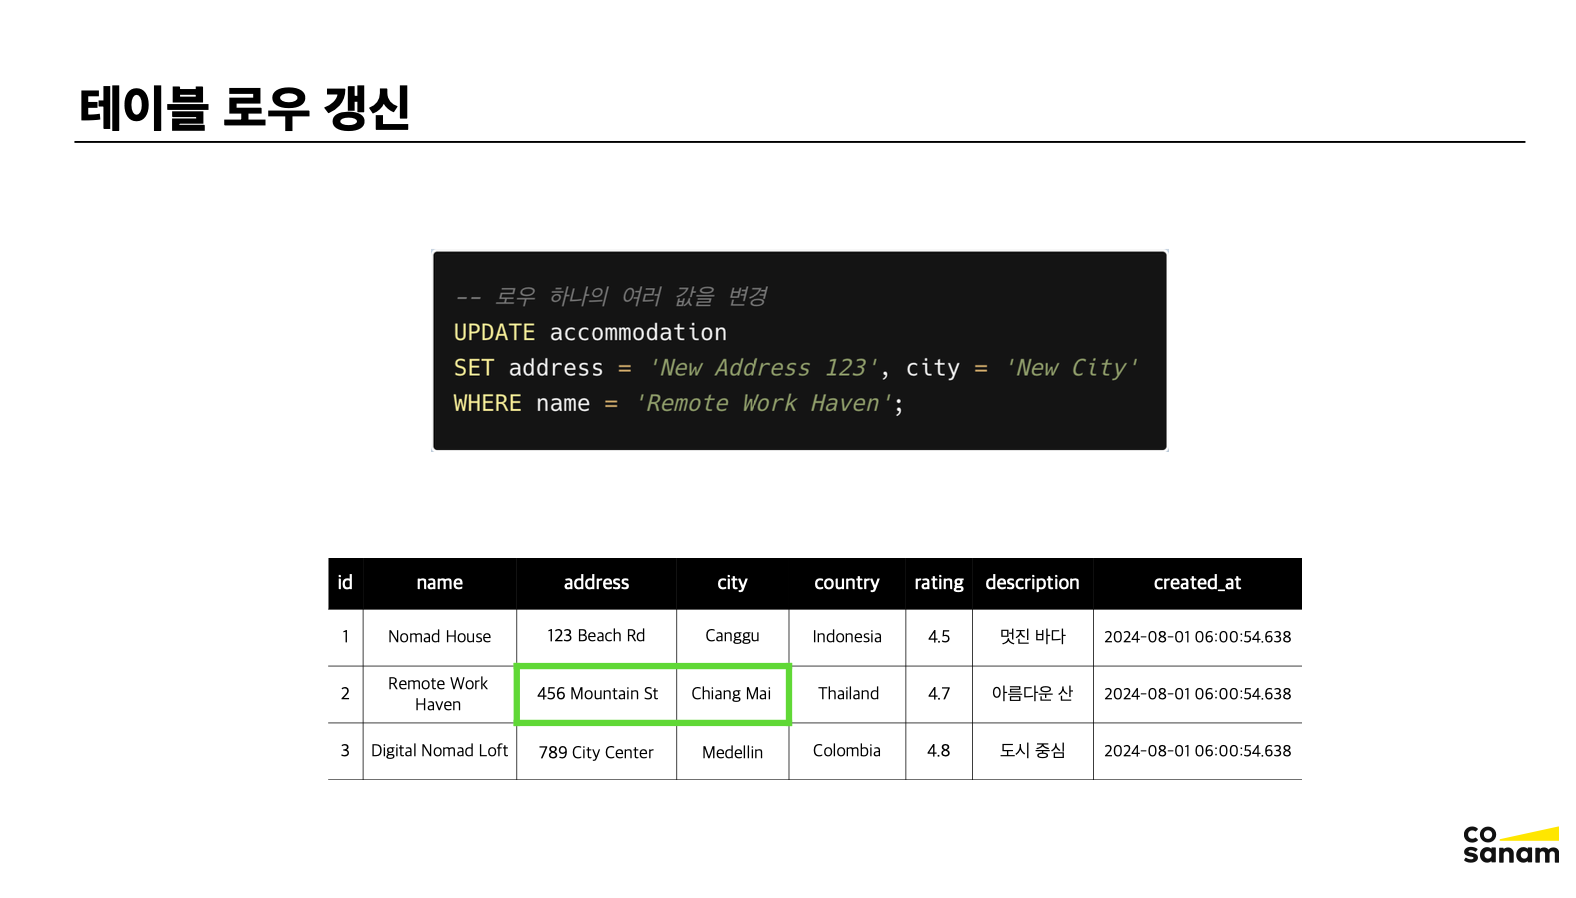 테이블 로우 갱신
-- 로우 하나의 여러 값을 변경
UPDATE accommodation
SET address = 'New Address 123', city = 'New City'
WHERE name = 'Remote Work Haven';
id name address city country rating description created_at
1 Nomad House 123 Beach Rd Canggu Indonesia 4.5 멋진 바다 2024-08-01 06:00:54.638
2 Remote Work Haven 456 Mountain St Chiang Mai Thailand 4.7 아름다운 산 2024-08-01 06:00:54.638
3 Digital Nomad Loft 789 City Center Medellin Colombia 4.8 도시 중심 2024-08-01 06:00:54.638
co
sanam